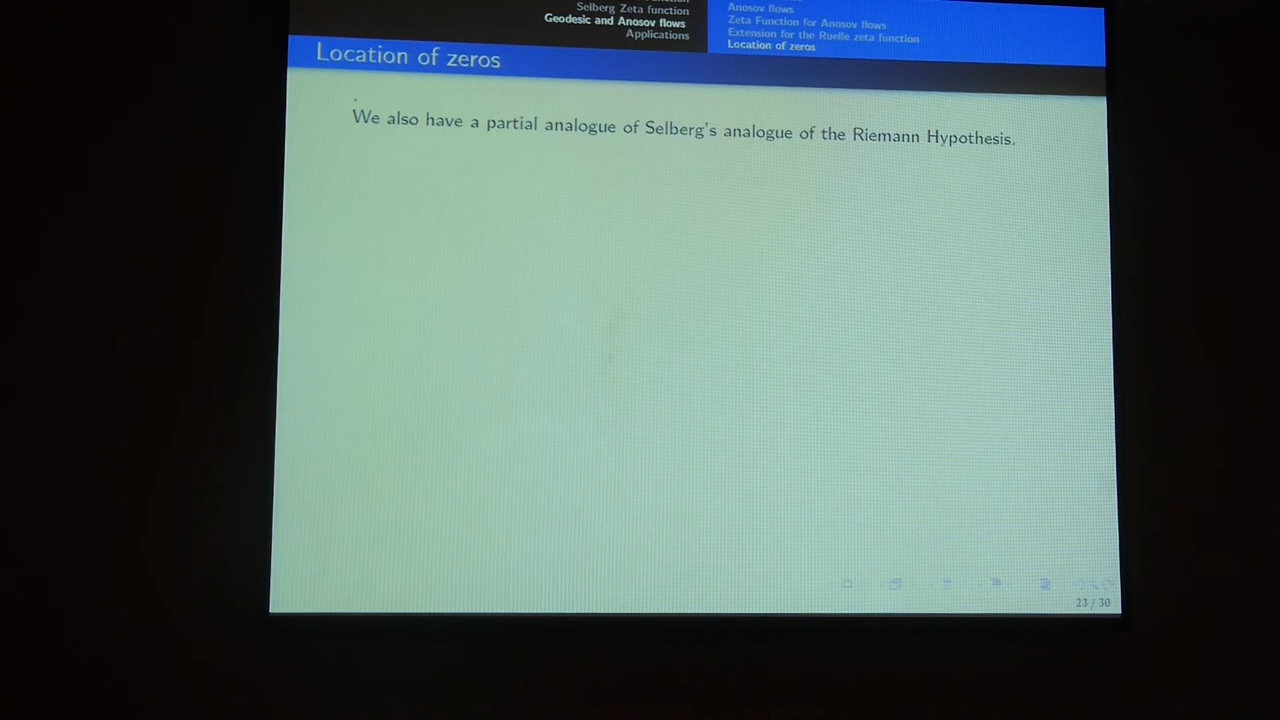 Selberg Zeta function
Geodesic and Anosov flows
Applications
Anosov flows
Zeta Function for Anosov flows
Extension for the Ruelle zeta function
Location of zeros
Location of zeros
We also have a partial analogue of Selberg's analogue of the Riemann Hypothesis.
23 / 30